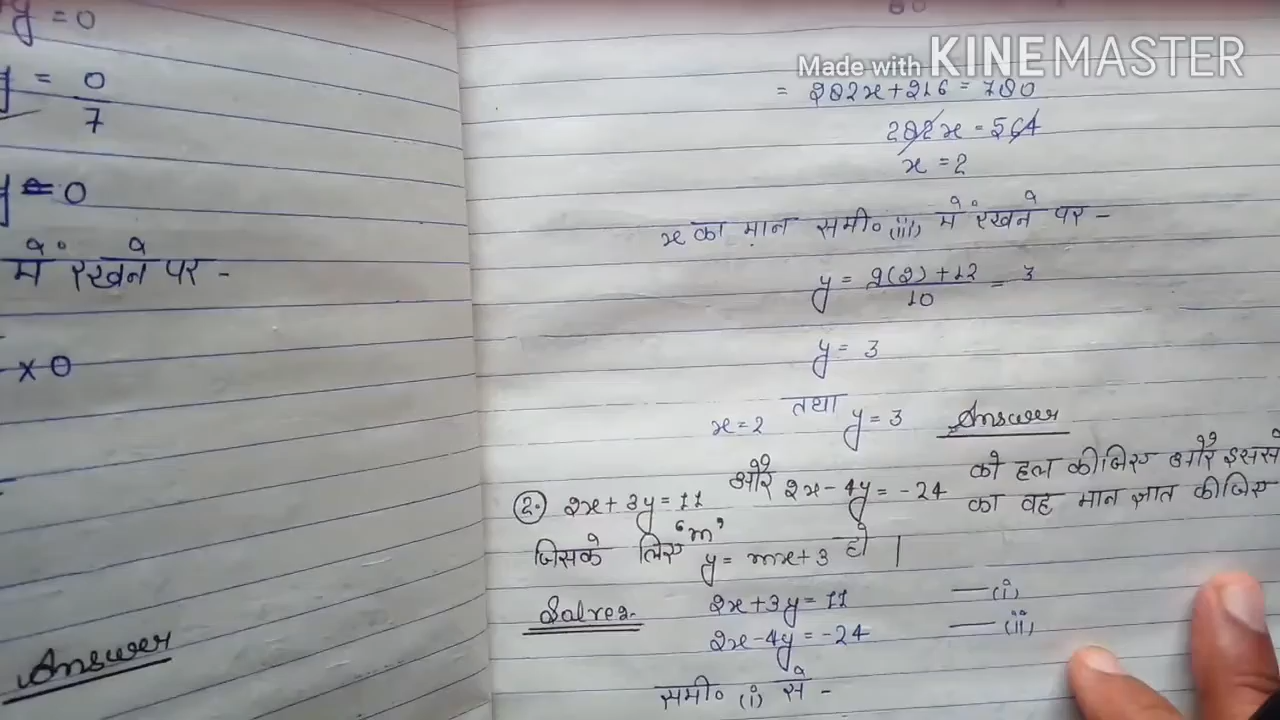 y = 0
y = 0/7
y = 0
में रखने पर -
x 0
Answer
Made with KINEMASTER
= 282x + 216 = 780
282x = 564
x = 2
x का मान समी० (iii) में रखने पर -
y = 9(2) + 12 / 10 = 3
y = 3
x = 2 तथा y = 3 Answer
(2.) 2x + 3y = 11 और 2x - 4y = -24 को हल कीजिए और इससे
'm' का वह मान ज्ञात कीजिए
जिसके लिए y = mx + 3 हो |
2x + 3y = 11 — (i)
2x - 4y = -24 — (ii)
समी० (i) से -